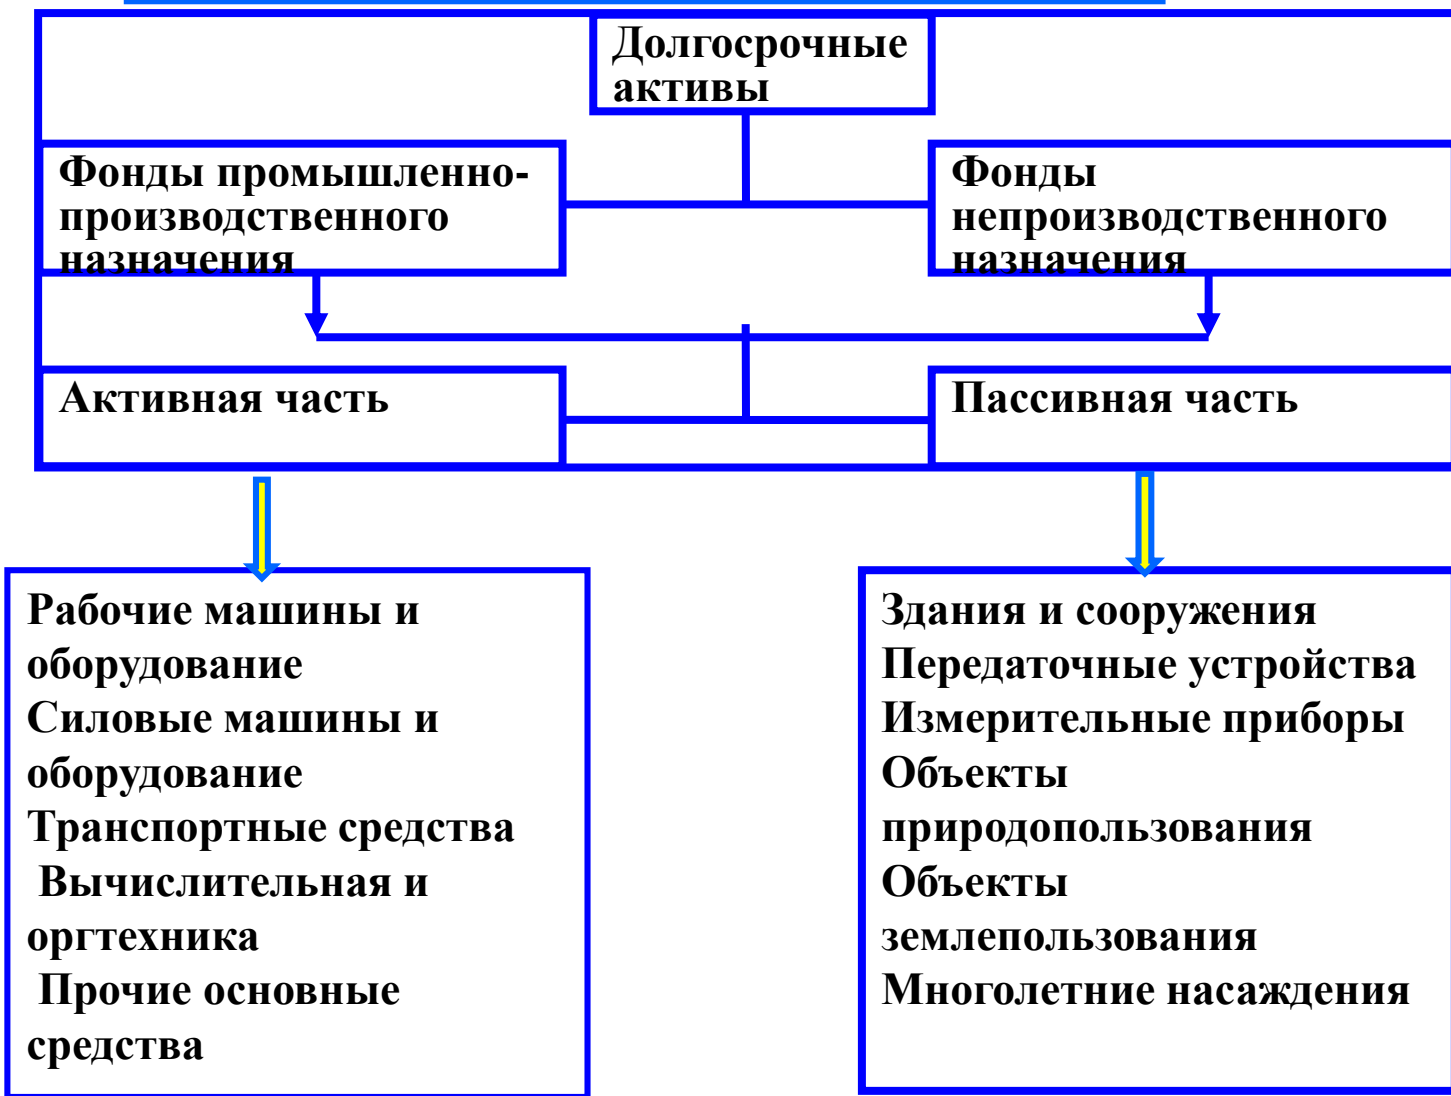 Долгосрочные
активы
Фонды промышленно-
производственного
назначения
Фонды
непроизводственного
назначения
Активная часть
Пассивная часть
Рабочие машины и
оборудование
Силовые машины и
оборудование
Транспортные средства
Вычислительная и
оргтехника
Прочие основные
средства
Здания и сооружения
Передаточные устройства
Измерительные приборы
Объекты
природопользования
Объекты
землепользования
Многолетние насаждения